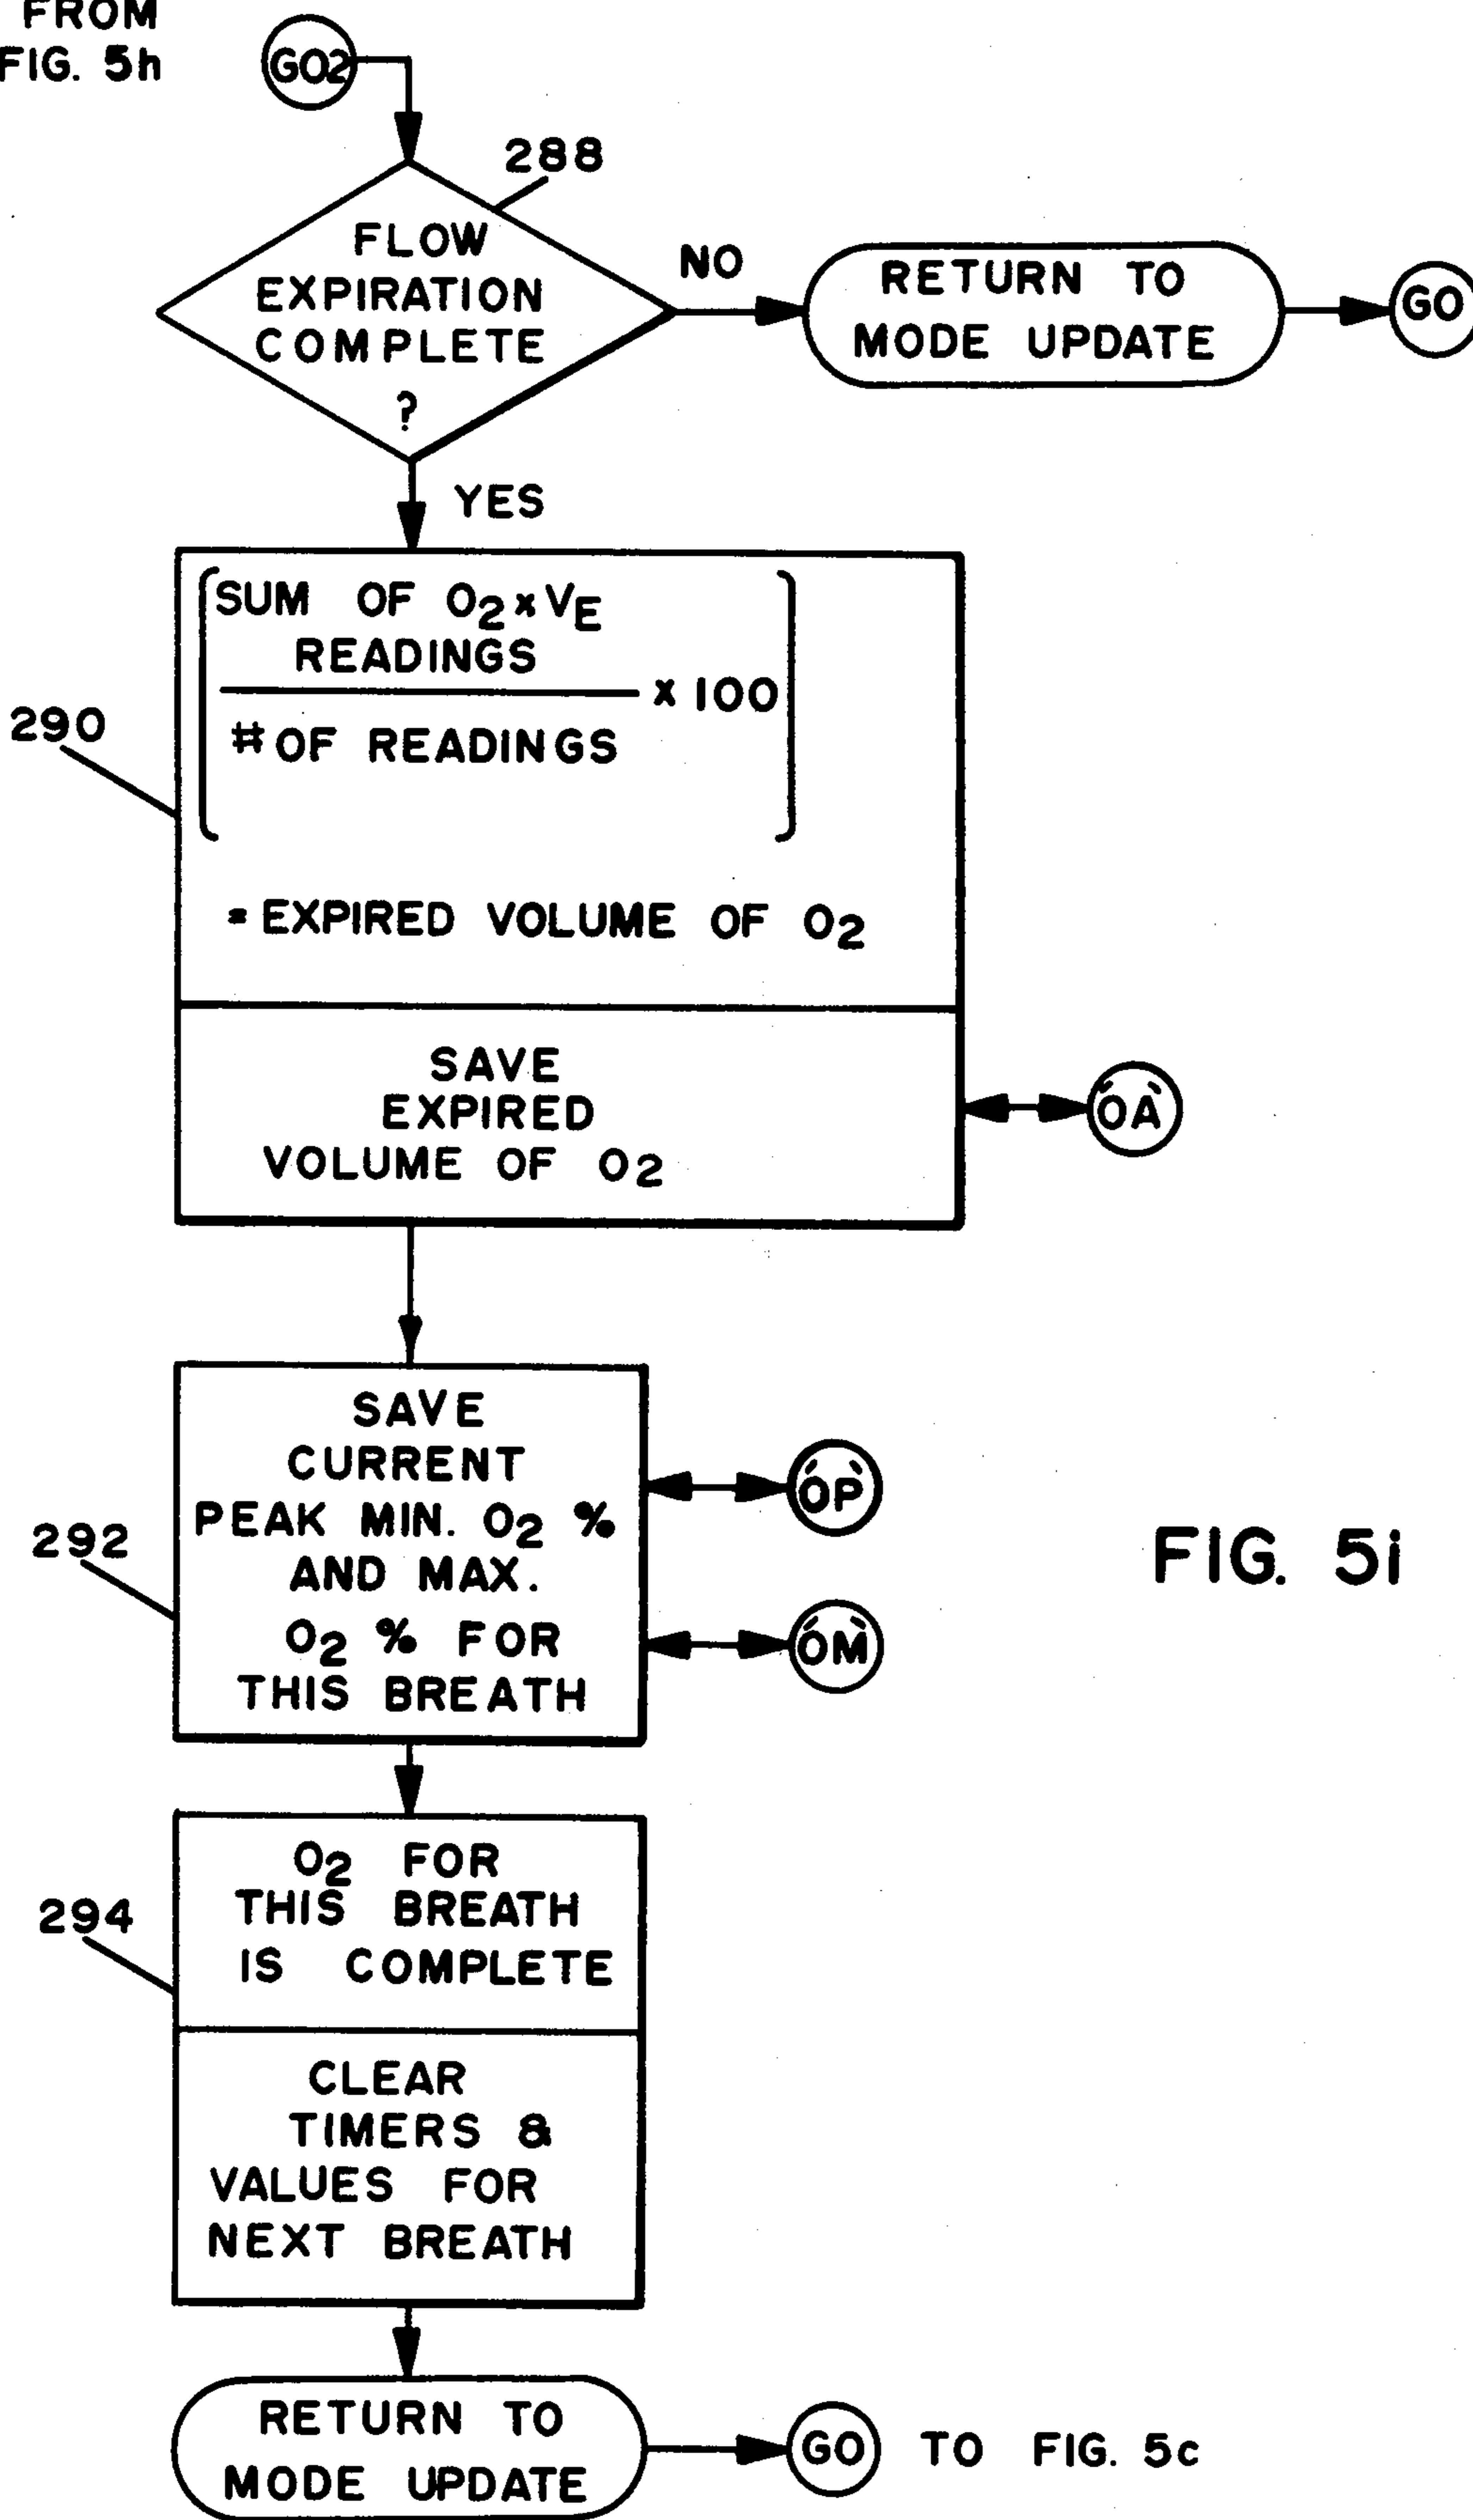 FROM
FIG. 5h
GO2
288
FLOW
EXPIRATION
COMPLETE
?
NO
RETURN TO
MODE UPDATE
GO
YES
290
SUM OF O2 x VE
READINGS
# OF READINGS
x 100
= EXPIRED VOLUME OF O2
SAVE
EXPIRED
VOLUME OF O2
OA
292
SAVE
CURRENT
PEAK MIN. O2 %
AND MAX.
O2 % FOR
THIS BREATH
OP
OM
FIG. 5i
294
O2 FOR
THIS BREATH
IS COMPLETE
CLEAR
TIMERS &
VALUES FOR
NEXT BREATH
RETURN TO
MODE UPDATE
GO
TO FIG. 5c